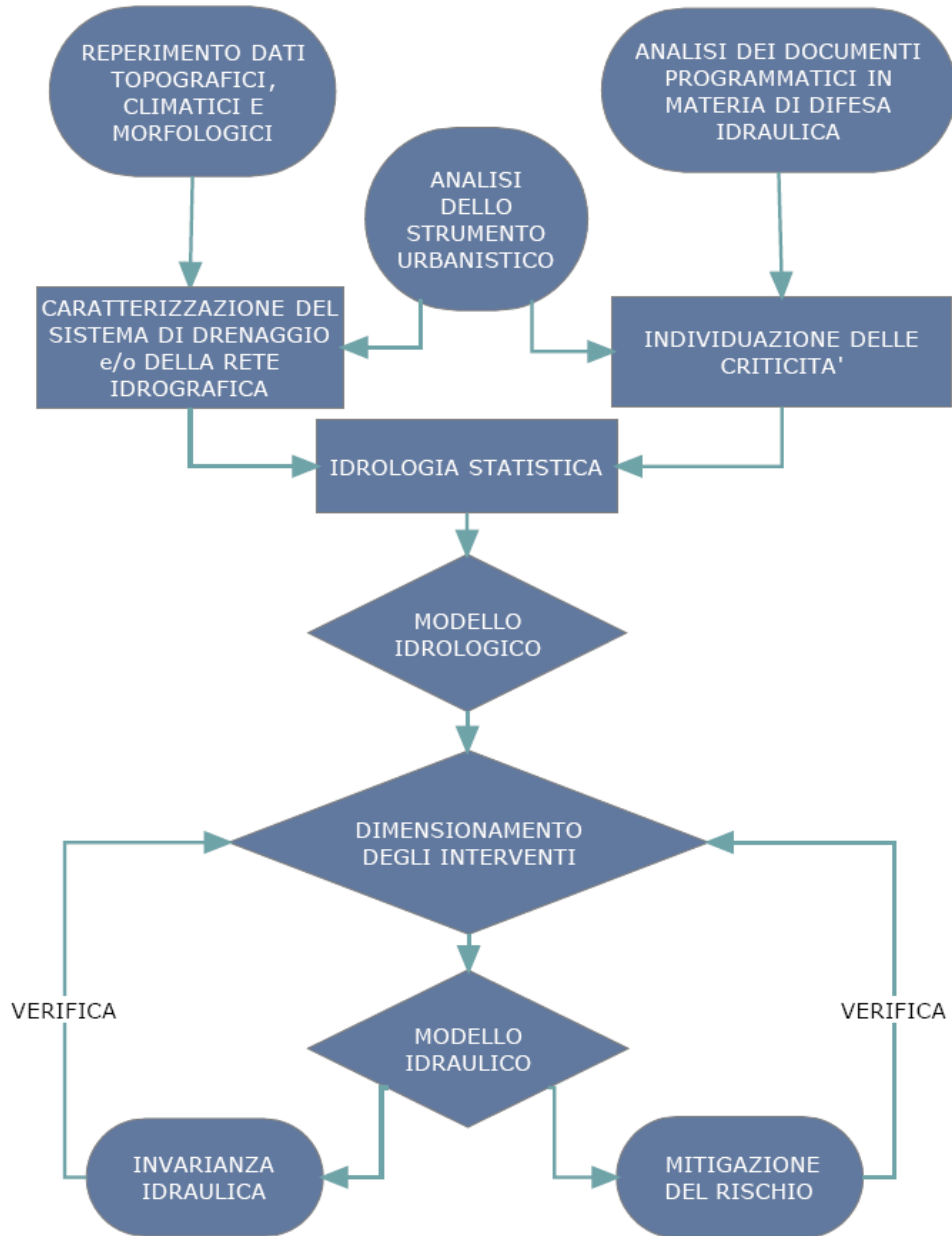 REPERIMENTO DATI
TOPOGRAFICI,
CLIMATICI E
MORFOLOGICI
ANALISI DEI DOCUMENTI
PROGRAMMATICI IN
MATERIA DI DIFESA
IDRAULICA
ANALISI
DELLO
STRUMENTO
URBANISTICO
CARATTERIZZAZIONE DEL
SISTEMA DI DRENAGGIO
e/o DELLA RETE
IDROGRAFICA
INDIVIDUAZIONE DELLE
CRITICITA'
IDROLOGIA STATISTICA
MODELLO
IDROLOGICO
DIMENSIONAMENTO
DEGLI INTERVENTI
VERIFICA
VERIFICA
MODELLO
IDRAULICO
INVARIANZA
IDRAULICA
MITIGAZIONE
DEL RISCHIO